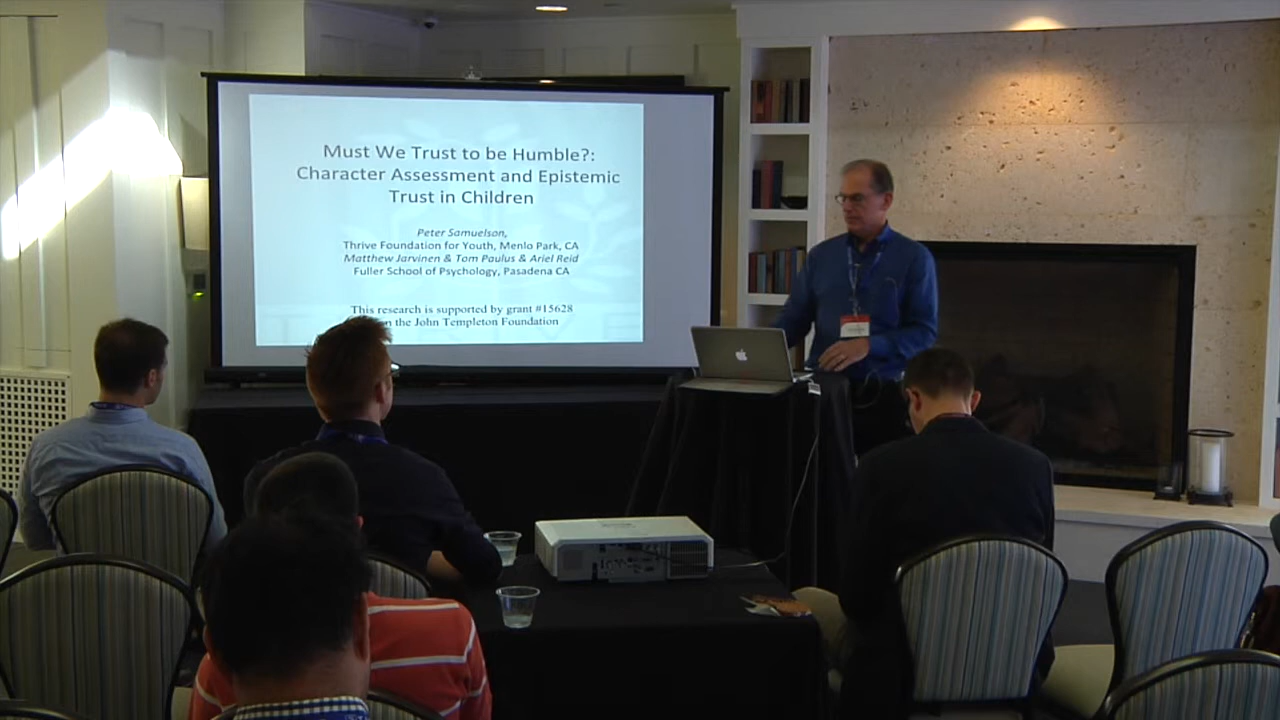 Must We Trust to be Humble?:
Character Assessment and Epistemic
Trust in Children
Peter Samuelson,
Thrive Foundation for Youth, Menlo Park, CA
Matthew Jarvinen & Tom Paulus & Ariel Reid
Fuller School of Psychology, Pasadena CA
This research is supported by grant #15628
the John Templeton Foundation